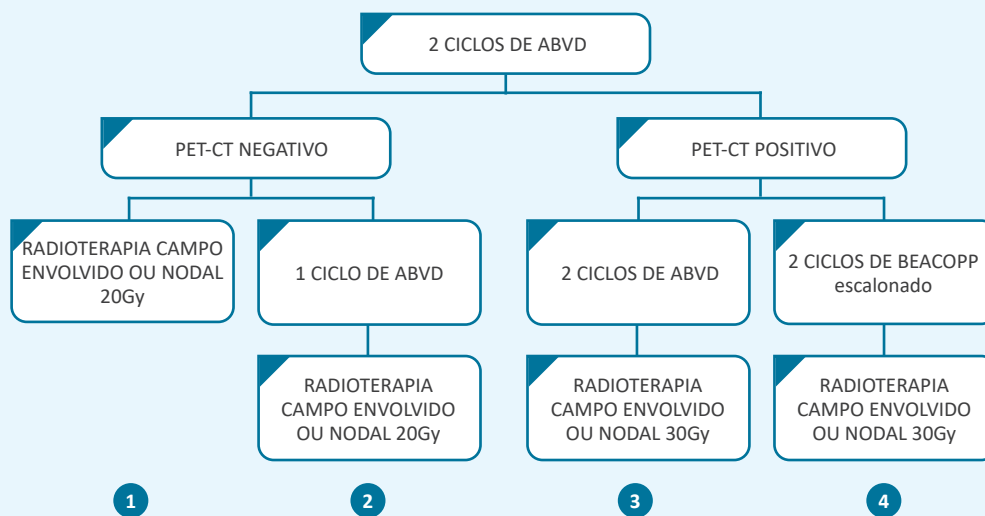 2 CICLOS DE ABVD
PET-CT NEGATIVO
PET-CT POSITIVO
RADIOTERAPIA CAMPO
ENVOLVIDO OU NODAL
20Gy
1 CICLO DE ABVD
2 CICLOS DE ABVD
2 CICLOS DE BEACOPP
escalonado
RADIOTERAPIA
CAMPO ENVOLVIDO
OU NODAL 20Gy
RADIOTERAPIA
CAMPO ENVOLVIDO
OU NODAL 30Gy
RADIOTERAPIA
CAMPO ENVOLVIDO
OU NODAL 30Gy
1
2
3
4